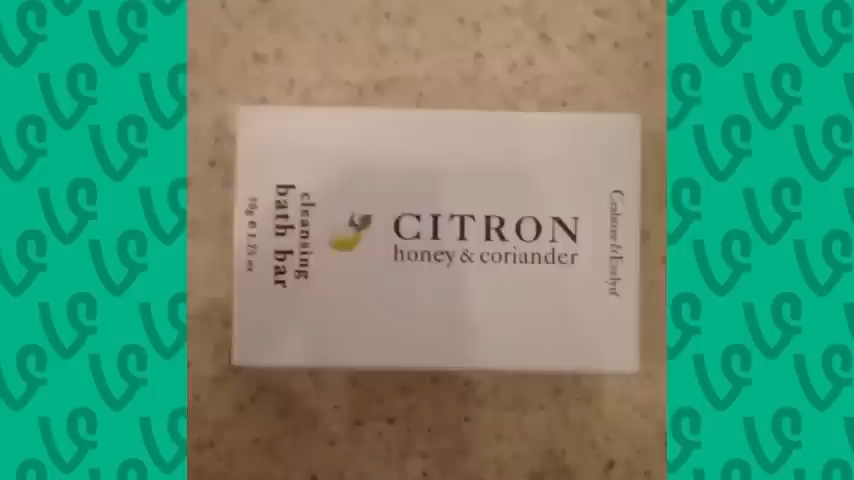 CITRON
honey & coriander
cleansing
bath bar
Crabtree & Evelyn